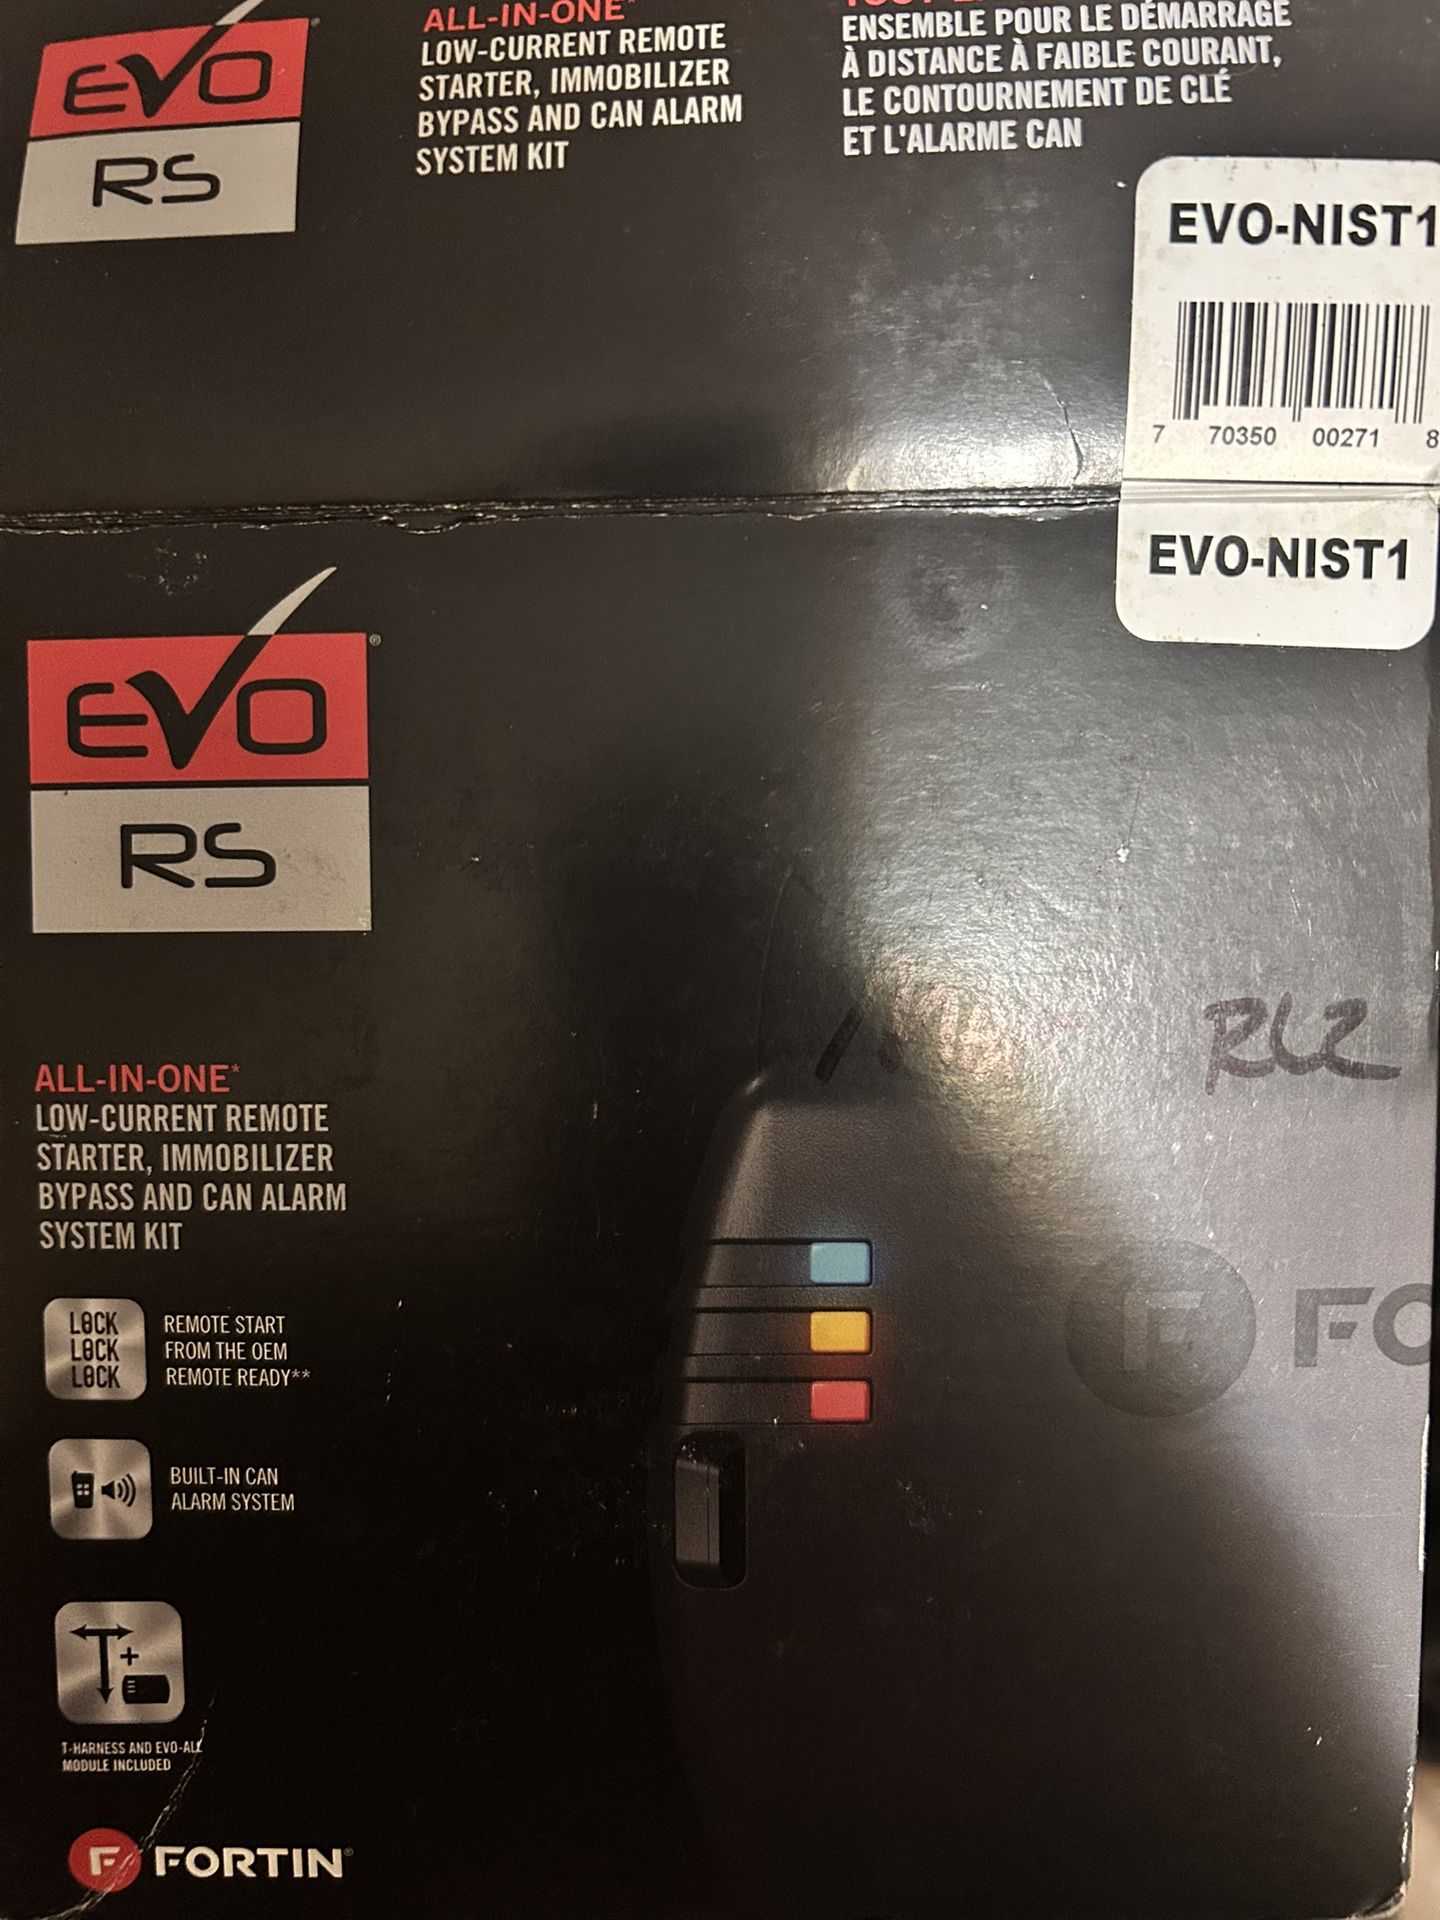 EVO
RS
ALL-IN-ONE*
LOW-CURRENT REMOTE
STARTER, IMMOBILIZER
BYPASS AND CAN ALARM
SYSTEM KIT
ENSEMBLE POUR LE DÉMARRAGE
À DISTANCE À FAIBLE COURANT,
LE CONTOURNEMENT DE CLÉ
ET L'ALARME CAN
EVO-NIST1
7 70350 00271 8
EVO-NIST1
EVO®
RS
ALL-IN-ONE*
LOW-CURRENT REMOTE
STARTER, IMMOBILIZER
BYPASS AND CAN ALARM
SYSTEM KIT
LOCK
LOCK
LOCK
REMOTE START
FROM THE OEM
REMOTE READY**
BUILT-IN CAN
ALARM SYSTEM
T+
T-HARNESS AND EVO-ALL
MODULE INCLUDED
F FORTIN®
F FO